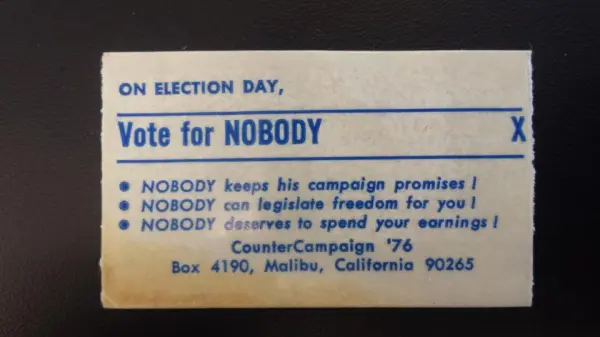 ON ELECTION DAY,
Vote for NOBODY X
• NOBODY keeps his campaign promises !
• NOBODY can legislate freedom for you !
• NOBODY deserves to spend your earnings !
CounterCampaign '76
Box 4190, Malibu, California 90265